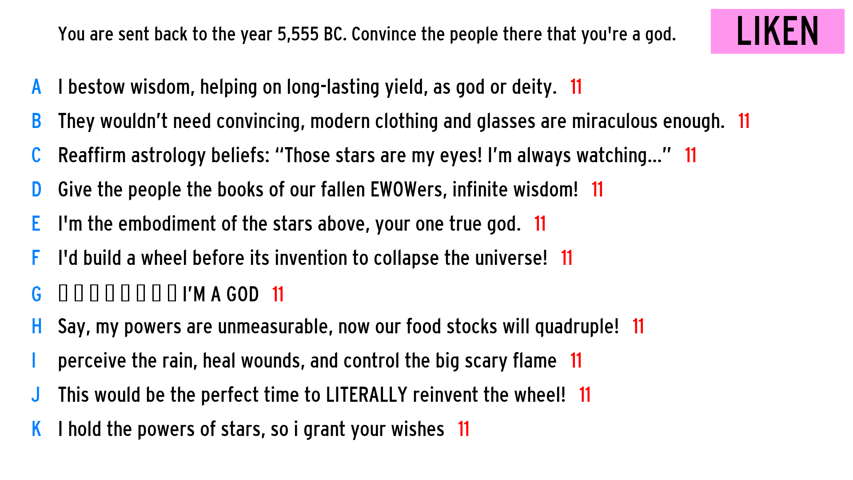 You are sent back to the year 5,555 BC. Convince the people there that you're a god.
LIKEN
A I bestow wisdom, helping on long-lasting yield, as god or deity. 11
B They wouldn’t need convincing, modern clothing and glasses are miraculous enough. 11
C Reaffirm astrology beliefs: “Those stars are my eyes! I’m always watching...” 11
D Give the people the books of our fallen EWOWers, infinite wisdom! 11
E I'm the embodiment of the stars above, your one true god. 11
F I'd build a wheel before its invention to collapse the universe! 11
G ▯ ▯ ▯ ▯ ▯ ▯ ▯ ▯ I’M A GOD 11
H Say, my powers are unmeasurable, now our food stocks will quadruple! 11
I perceive the rain, heal wounds, and control the big scary flame 11
J This would be the perfect time to LITERALLY reinvent the wheel! 11
K I hold the powers of stars, so i grant your wishes 11